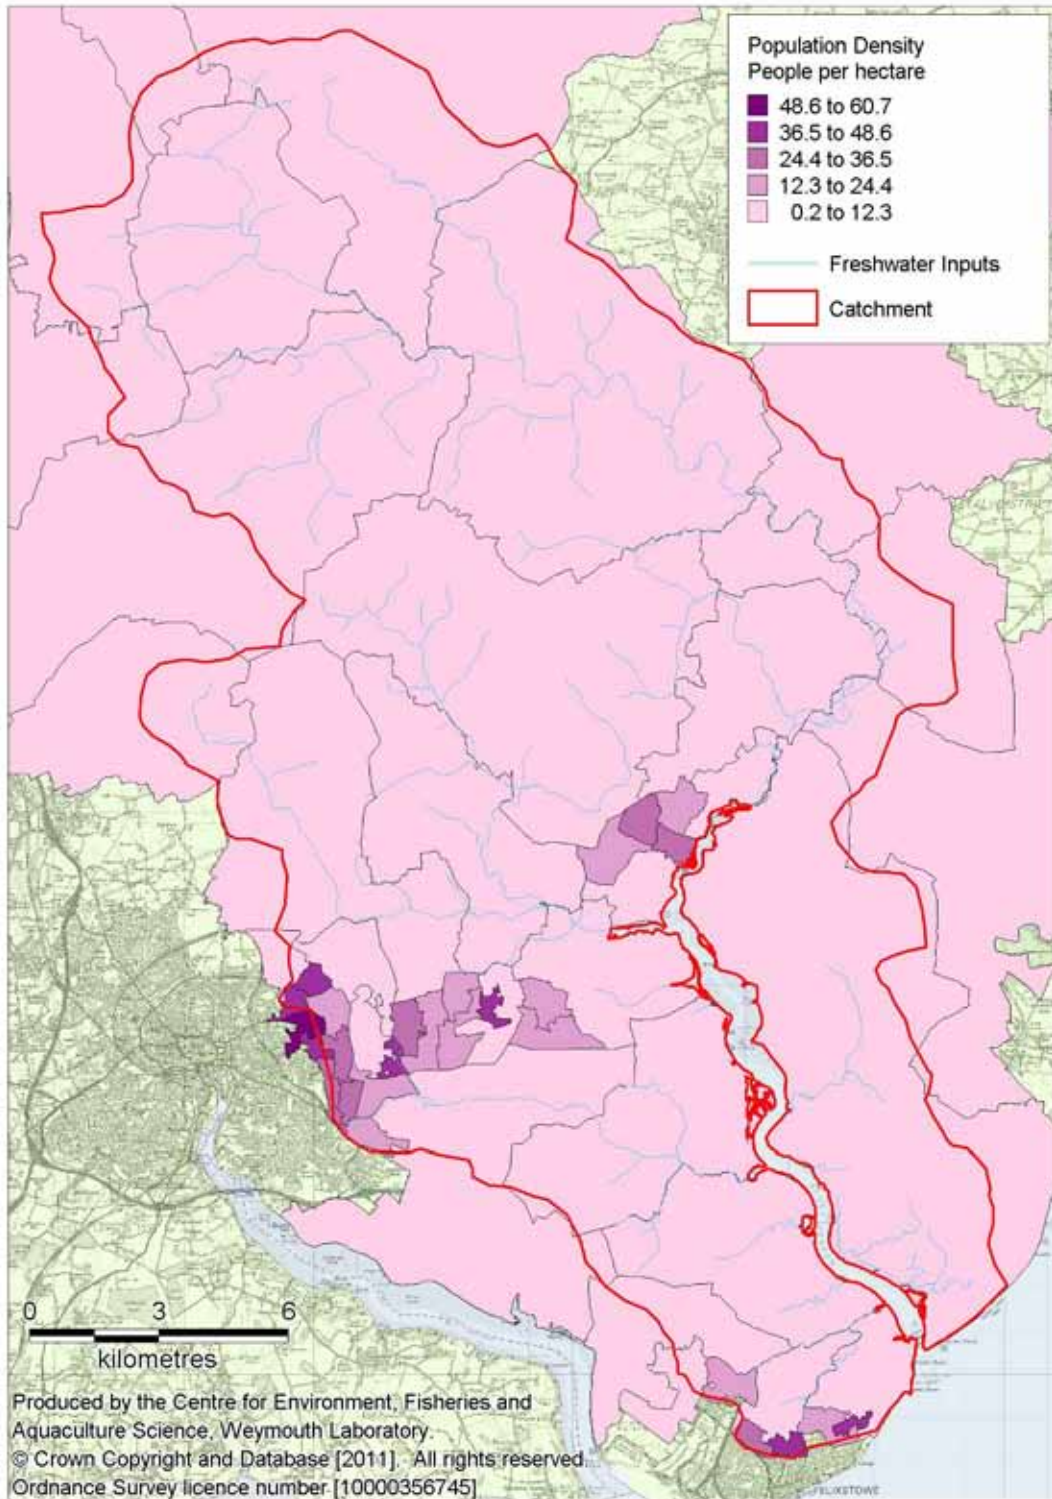 Population Density
People per hectare
48.6 to 60.7
36.5 to 48.6
24.4 to 36.5
12.3 to 24.4
0.2 to 12.3
Freshwater Inputs
Catchment
0 3 6
kilometres
Produced by the Centre for Environment, Fisheries and
Aquaculture Science, Weymouth Laboratory.
© Crown Copyright and Database [2011]. All rights reserved.
Ordnance Survey licence number [10000356745]
FELIXSTOWE